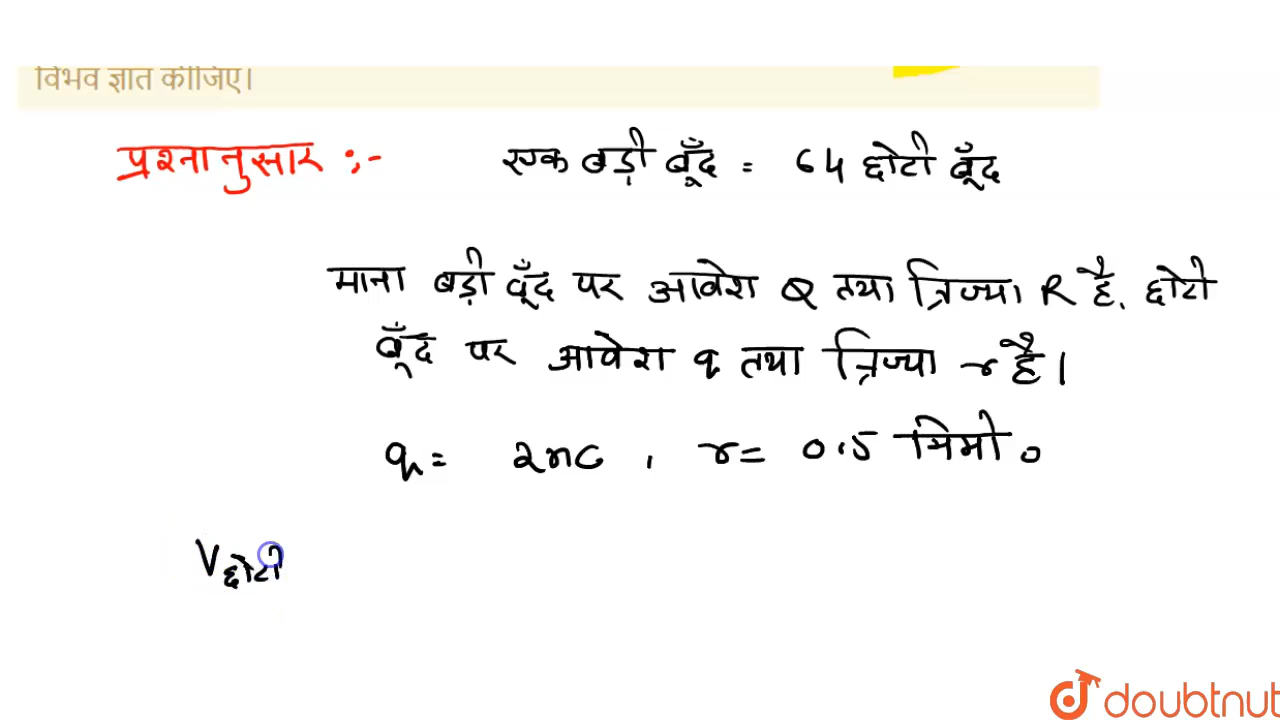 विभव ज्ञात कीजिए।
प्रश्नानुसार :- एक बड़ी बूँद = 64 छोटी बूँद
माना बड़ी बूँद पर आवेश Q तथा त्रिज्या R है, छोटी
बूँद पर आवेश q तथा त्रिज्या r है।
q = 2nC , r = 0.5 मिमी०
V छोटी
doubtnut